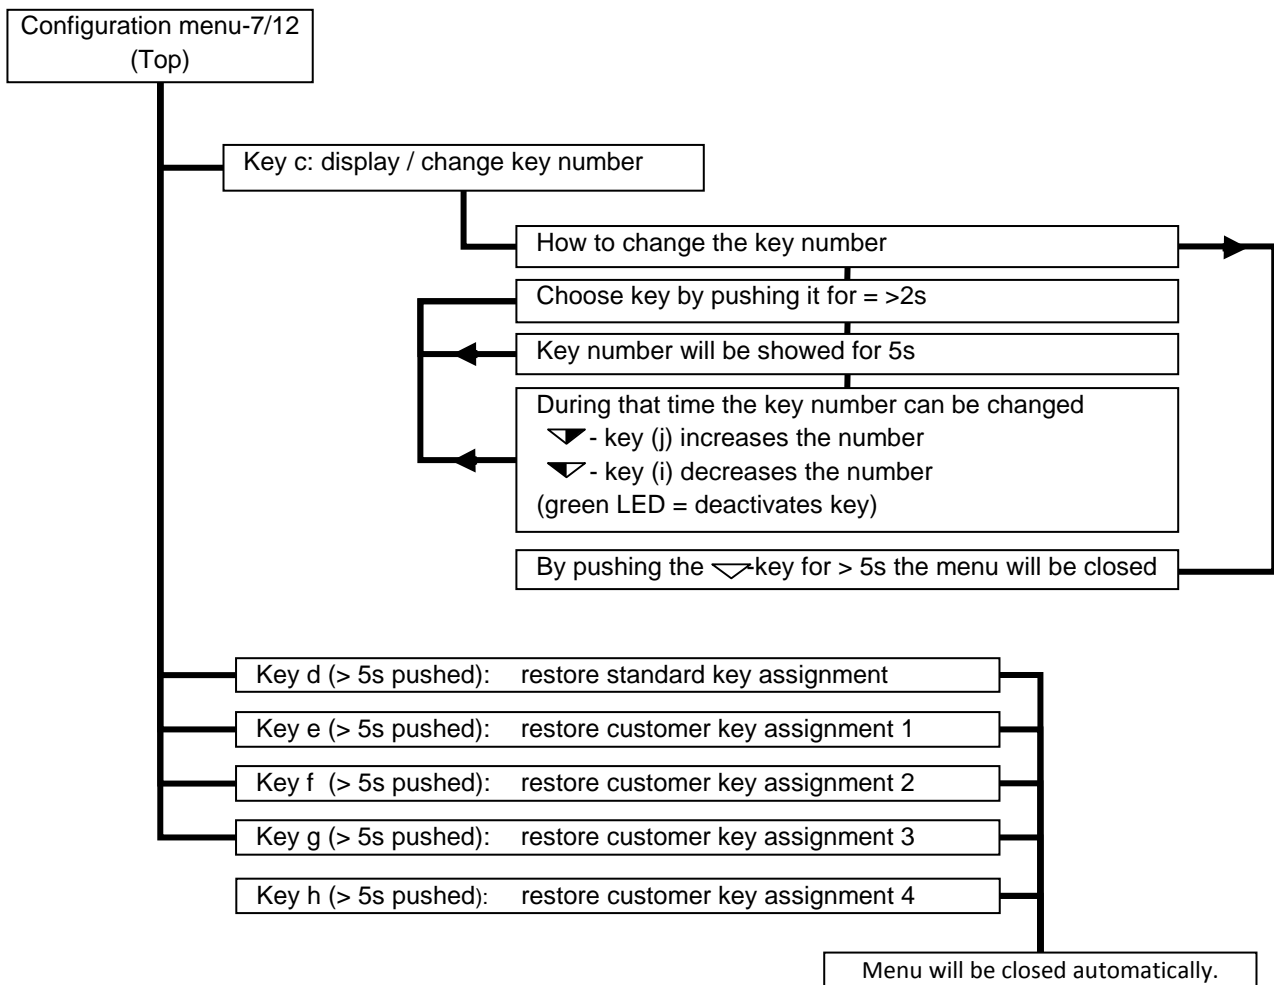 Configuration menu-7/12
(Top)
Key c: display / change key number
How to change the key number
Choose key by pushing it for = >2s
Key number will be showed for 5s
During that time the key number can be changed
- key (j) increases the number
- key (i) decreases the number
(green LED = deactivates key)
By pushing the -key for > 5s the menu will be closed
Key d (> 5s pushed): restore standard key assignment
Key e (> 5s pushed): restore customer key assignment 1
Key f (> 5s pushed): restore customer key assignment 2
Key g (> 5s pushed): restore customer key assignment 3
Key h (> 5s pushed): restore customer key assignment 4
Menu will be closed automatically.